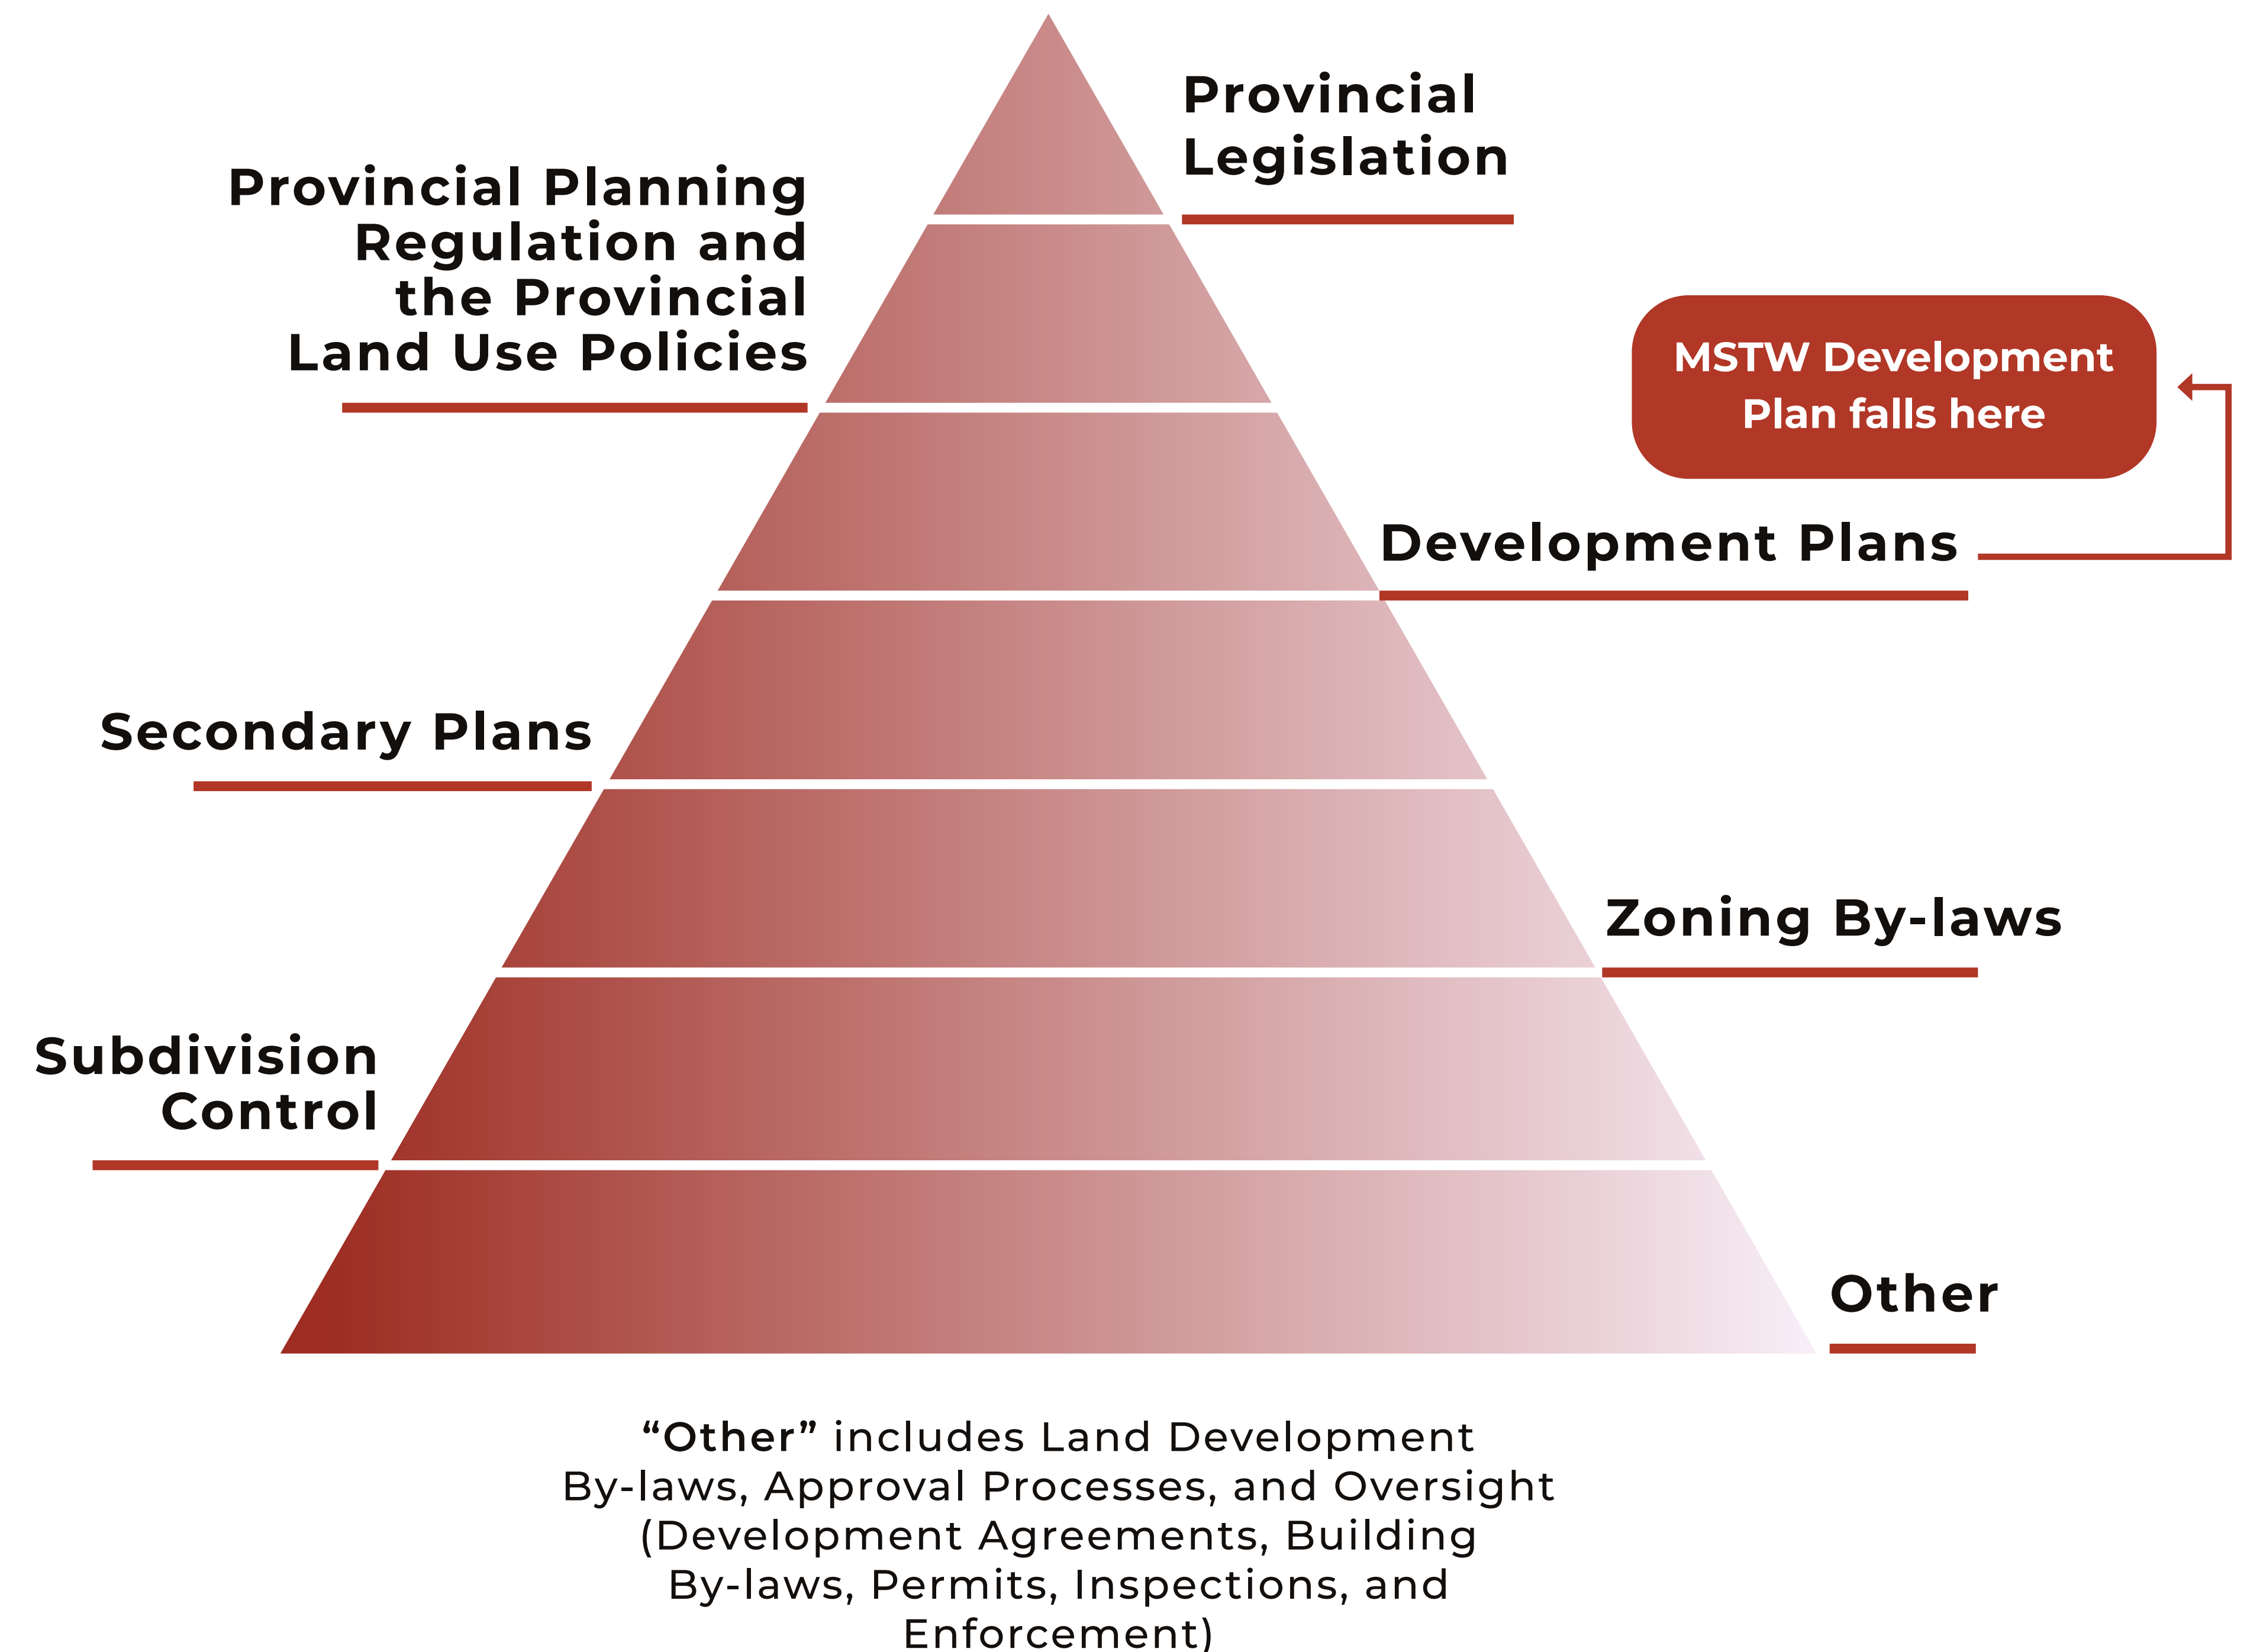 Provincial
Legislation
Provincial Planning
Regulation and
the Provincial
Land Use Policies
MSTW Development
Plan falls here
Development Plans
Secondary Plans
Zoning By-laws
Subdivision
Control
Other
“Other” includes Land Development
By-laws, Approval Processes, and Oversight
(Development Agreements, Building
By-laws, Permits, Inspections, and
Enforcement)